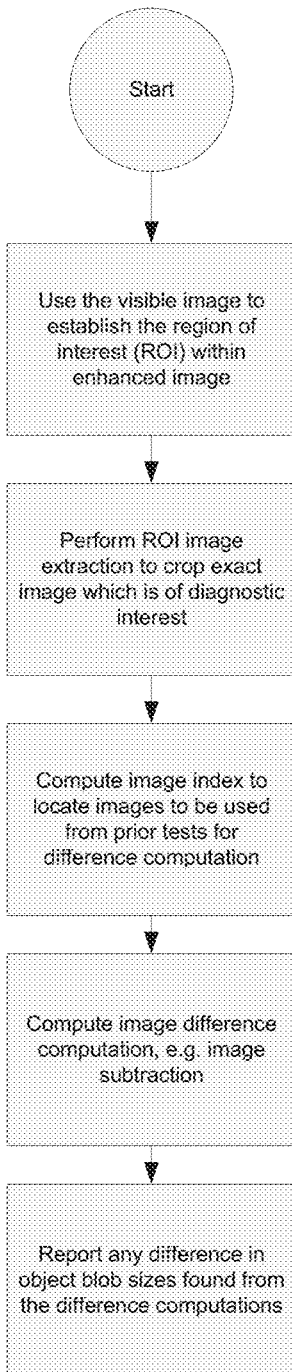 Start
Use the visible image to
establish the region of
interest (ROI) within
enhanced image
Perform ROI image
extraction to crop exact
image which is of diagnostic
interest
Compute image index to
locate images to be used
from prior tests for
difference computation
Compute image difference
computation, e.g. image
subtraction
Report any difference in
object blob sizes found from
the difference computations